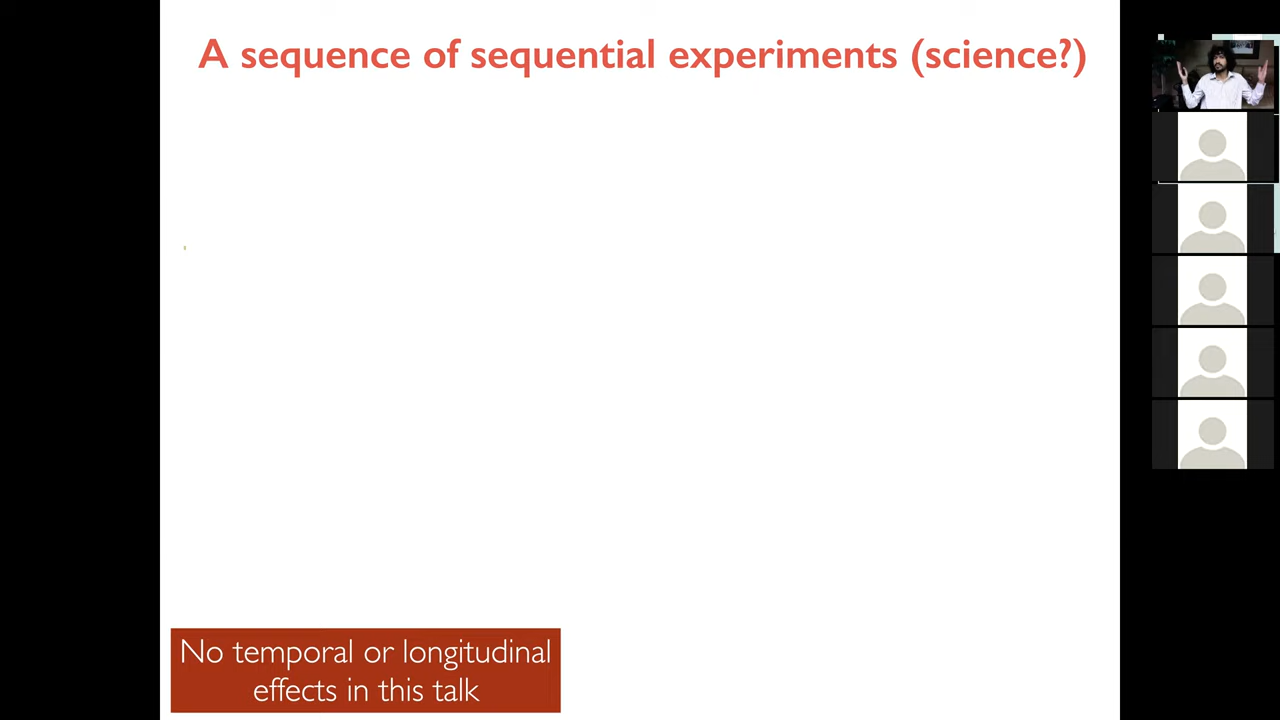 A sequence of sequential experiments (science?)
No temporal or longitudinal
effects in this talk